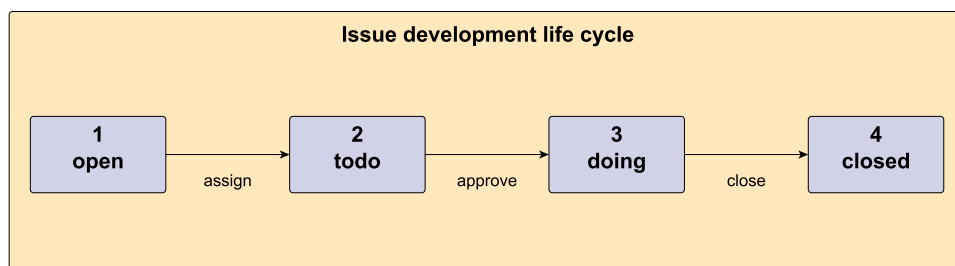 Issue development life cycle
1
open
2
todo
3
doing
4
closed
assign
approve
close